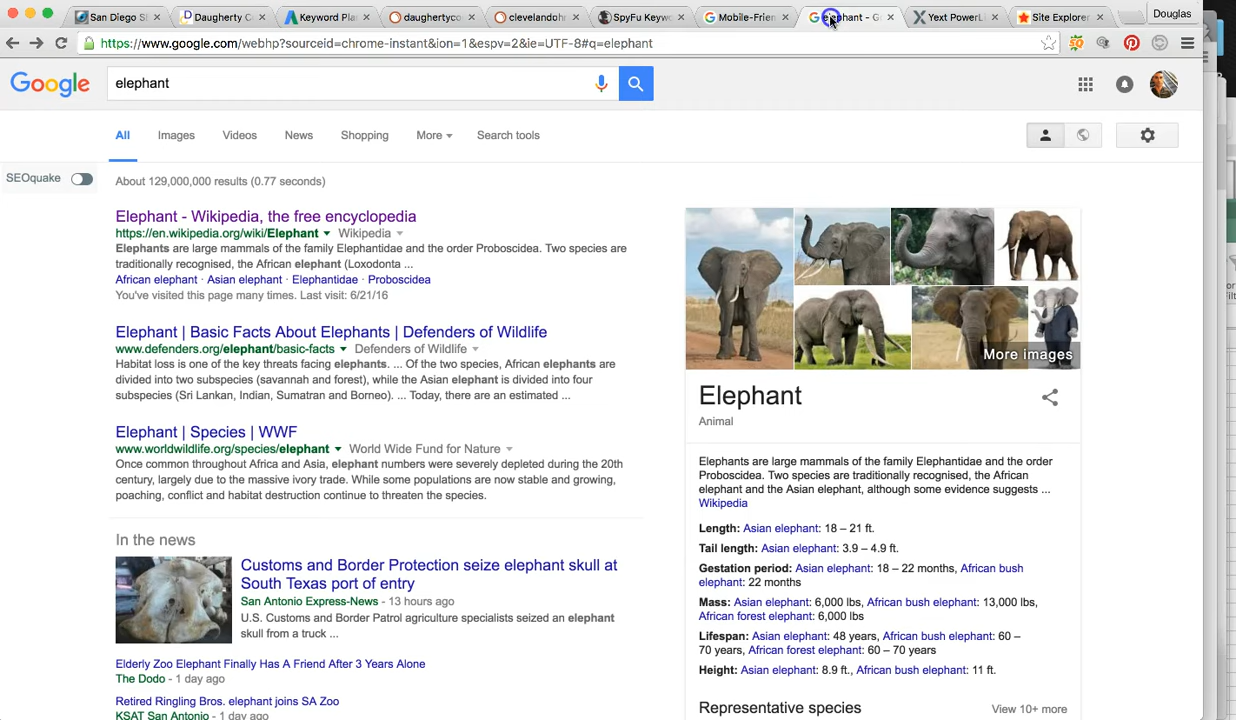 San Diego S
Daugherty C
Keyword Pla
daughertyco
clevelandoh
SpyFu Keyw
Mobile-Frien
elephant - G
Yext PowerL
Site Explorer
Douglas
https://www.google.com/webhp?sourceid=chrome-instant&ion=1&espv=2&ie=UTF-8#q=elephant
Google
elephant
All
Images
Videos
News
Shopping
More
Search tools
SEOquake
About 129,000,000 results (0.77 seconds)
Elephant - Wikipedia, the free encyclopedia
https://en.wikipedia.org/wiki/Elephant
Wikipedia
Elephants are large mammals of the family Elephantidae and the order Proboscidea. Two species are
traditionally recognised, the African elephant (Loxodonta ...
African elephant · Asian elephant · Elephantidae · Proboscidea
You've visited this page many times. Last visit: 6/21/16
Elephant | Basic Facts About Elephants | Defenders of Wildlife
www.defenders.org/elephant/basic-facts
Defenders of Wildlife
Habitat loss is one of the key threats facing elephants. ... Of the two species, African elephants are
divided into two subspecies (savannah and forest), while the Asian elephant is divided into four
subspecies (Sri Lankan, Indian, Sumatran and Borneo). ... Today, there are an estimated ...
Elephant | Species | WWF
www.worldwildlife.org/species/elephant
World Wide Fund for Nature
Once common throughout Africa and Asia, elephant numbers were severely depleted during the 20th
century, largely due to the massive ivory trade. While some populations are now stable and growing,
poaching, conflict and habitat destruction continue to threaten the species.
In the news
Customs and Border Protection seize elephant skull at
South Texas port of entry
San Antonio Express-News - 13 hours ago
U.S. Customs and Border Patrol agriculture specialists seized an elephant
skull from a truck ...
Elderly Zoo Elephant Finally Has A Friend After 3 Years Alone
The Dodo - 1 day ago
Retired Ringling Bros. elephant joins SA Zoo
KSAT San Antonio - 1 day ago
More images
Elephant
Animal
Elephants are large mammals of the family Elephantidae and the order
Proboscidea. Two species are traditionally recognised, the African
elephant and the Asian elephant, although some evidence suggests ...
Wikipedia
Length: Asian elephant: 18 – 21 ft.
Tail length: Asian elephant: 3.9 – 4.9 ft.
Gestation period: Asian elephant: 18 – 22 months, African bush
elephant: 22 months
Mass: Asian elephant: 6,000 lbs, African bush elephant: 13,000 lbs,
African forest elephant: 6,000 lbs
Lifespan: Asian elephant: 48 years, African bush elephant: 60 –
70 years, African forest elephant: 60 – 70 years
Height: Asian elephant: 8.9 ft., African bush elephant: 11 ft.
Representative species
View 10+ more